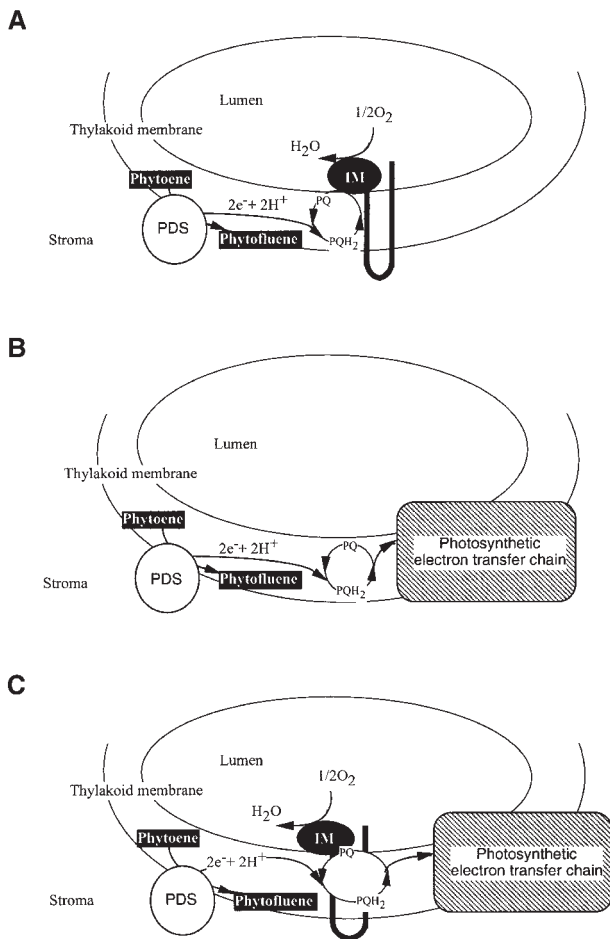 A
Lumen
1/2O₂
Thylakoid membrane
H₂O
Phytoene
IM
2e⁻+ 2H⁺
PQ
PDS
Stroma
Phytofluene
PQH₂
B
Lumen
Thylakoid membrane
Phytoene
Photosynthetic
electron transfer chain
2e⁻+ 2H⁺
PQ
PDS
Stroma
Phytofluene
PQH₂
C
Lumen
1/2O₂
Thylakoid membrane
H₂O
Phytoene
IM
PQ
Photosynthetic
electron transfer chain
2e⁻+ 2H⁺
PDS
Stroma
Phytofluene
PQH₂